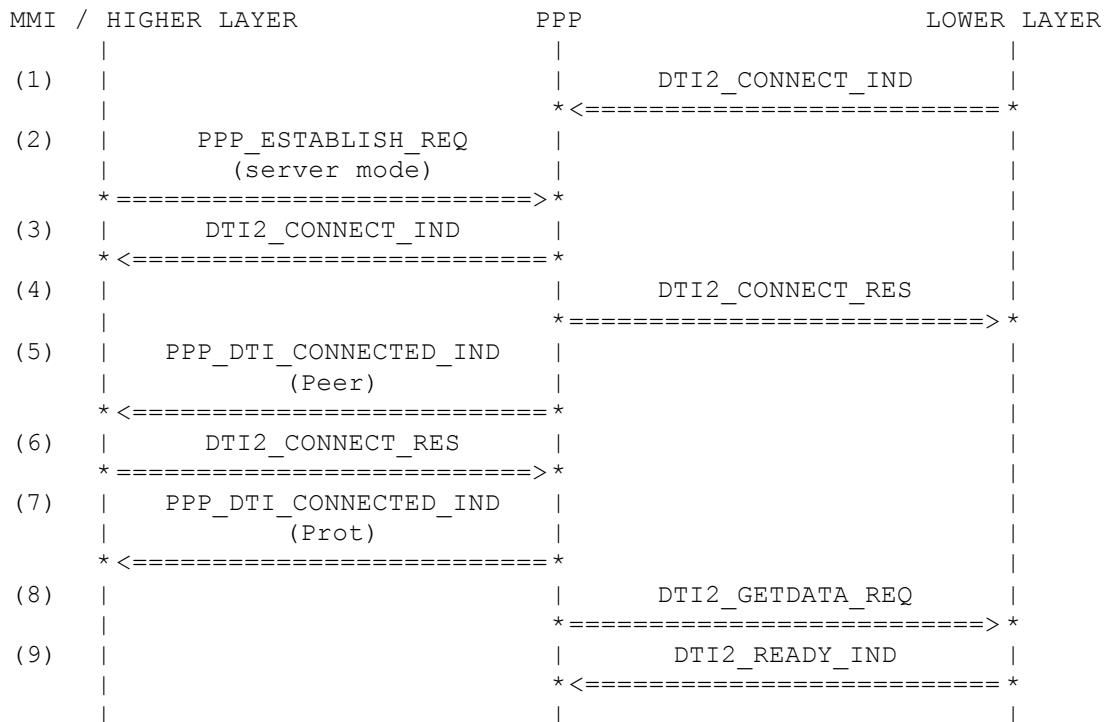 MMI / HIGHER LAYER                PPP                    LOWER LAYER
      |                           |                           |
(1)   |                           |     DTI2_CONNECT_IND      |
      |                           *<==========================*
(2)   |     PPP_ESTABLISH_REQ     |                           |
      |       (server mode)       |                           |
      *==========================>*                           |
(3)   |     DTI2_CONNECT_IND      |                           |
      *<==========================*                           |
(4)   |                           |     DTI2_CONNECT_RES      |
      |                           *==========================>*
(5)   |   PPP_DTI_CONNECTED_IND   |                           |
      |          (Peer)           |                           |
      *<==========================*                           |
(6)   |     DTI2_CONNECT_RES      |                           |
      *==========================>*                           |
(7)   |   PPP_DTI_CONNECTED_IND   |                           |
      |          (Prot)           |                           |
      *<==========================*                           |
(8)   |                           |     DTI2_GETDATA_REQ      |
      |                           *==========================>*
(9)   |                           |      DTI2_READY_IND       |
      |                           *<==========================*
      |                           |                           |